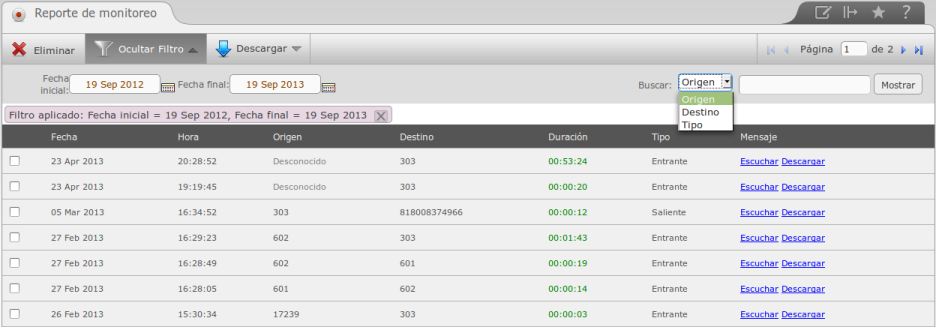 Reporte de monitoreo
Eliminar Ocultar Filtro Descargar Página 1 de 2
Fecha inicial: 19 Sep 2012 Fecha final: 19 Sep 2013 Buscar: Origen Mostrar
Origen
Destino
Tipo
Filtro aplicado: Fecha inicial = 19 Sep 2012, Fecha final = 19 Sep 2013 X
Fecha Hora Origen Destino Duración Tipo Mensaje
23 Apr 2013 20:28:52 Desconocido 303 00:53:24 Entrante Escuchar Descargar
23 Apr 2013 19:19:45 Desconocido 303 00:00:20 Entrante Escuchar Descargar
05 Mar 2013 16:34:52 303 818008374966 00:00:12 Saliente Escuchar Descargar
27 Feb 2013 16:29:23 602 303 00:01:43 Entrante Escuchar Descargar
27 Feb 2013 16:28:49 602 601 00:00:19 Entrante Escuchar Descargar
27 Feb 2013 16:28:05 601 602 00:00:14 Entrante Escuchar Descargar
26 Feb 2013 15:30:34 17239 303 00:00:03 Entrante Escuchar Descargar